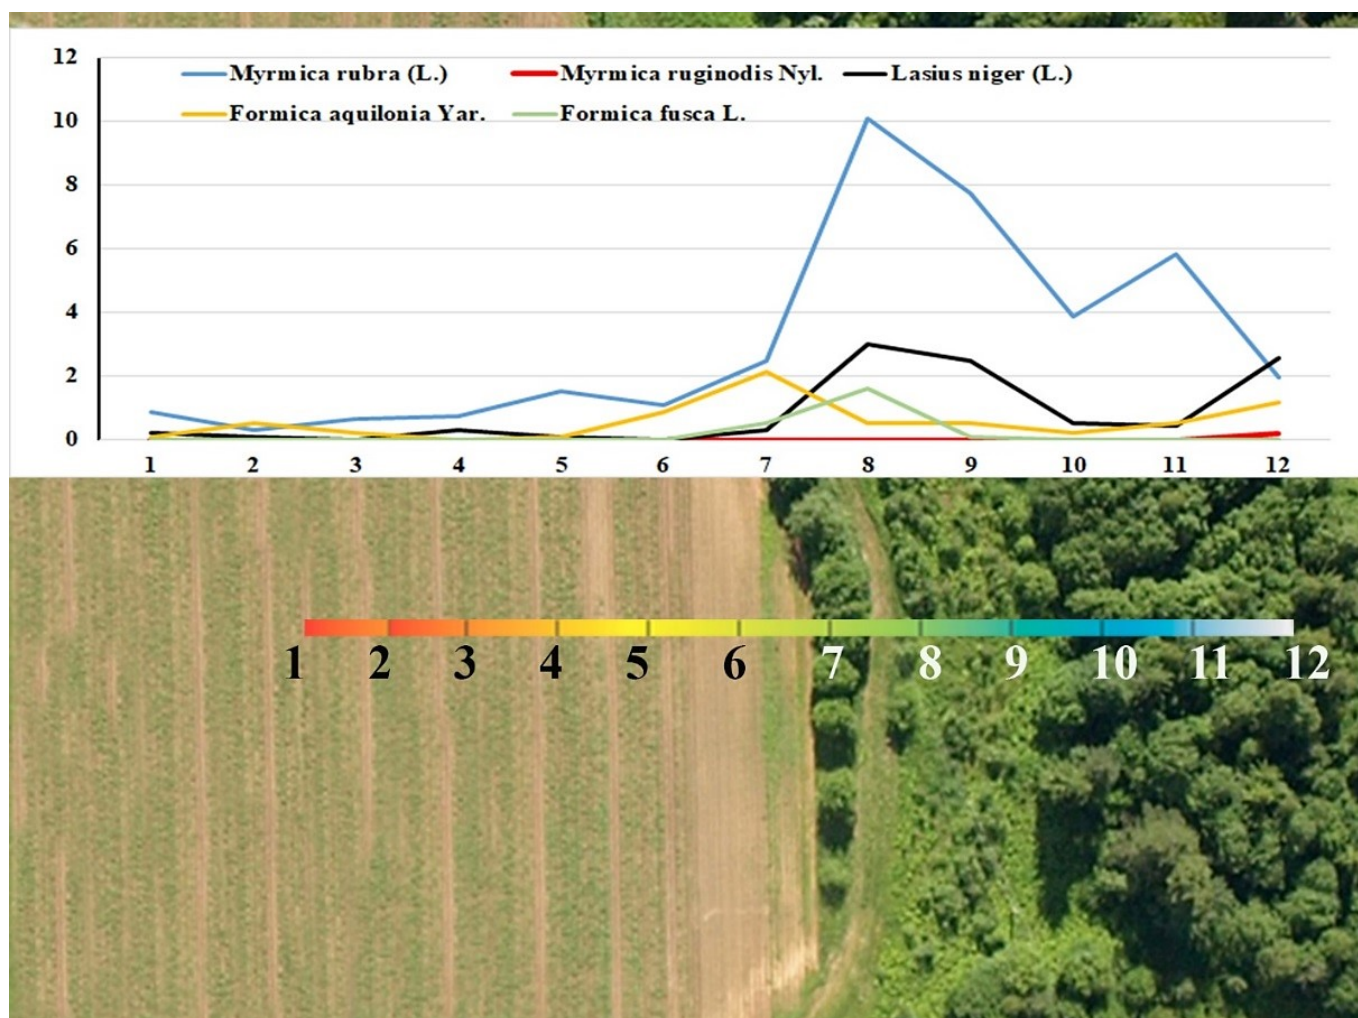 12
Myrmica rubra (L.) Myrmica ruginodis Nyl. Lasius niger (L.)
Formica aquilonia Yar. Formica fusca L.
10
8
6
4
2
0
1 2 3 4 5 6 7 8 9 10 11 12
1 2 3 4 5 6 7 8 9 10 11 12